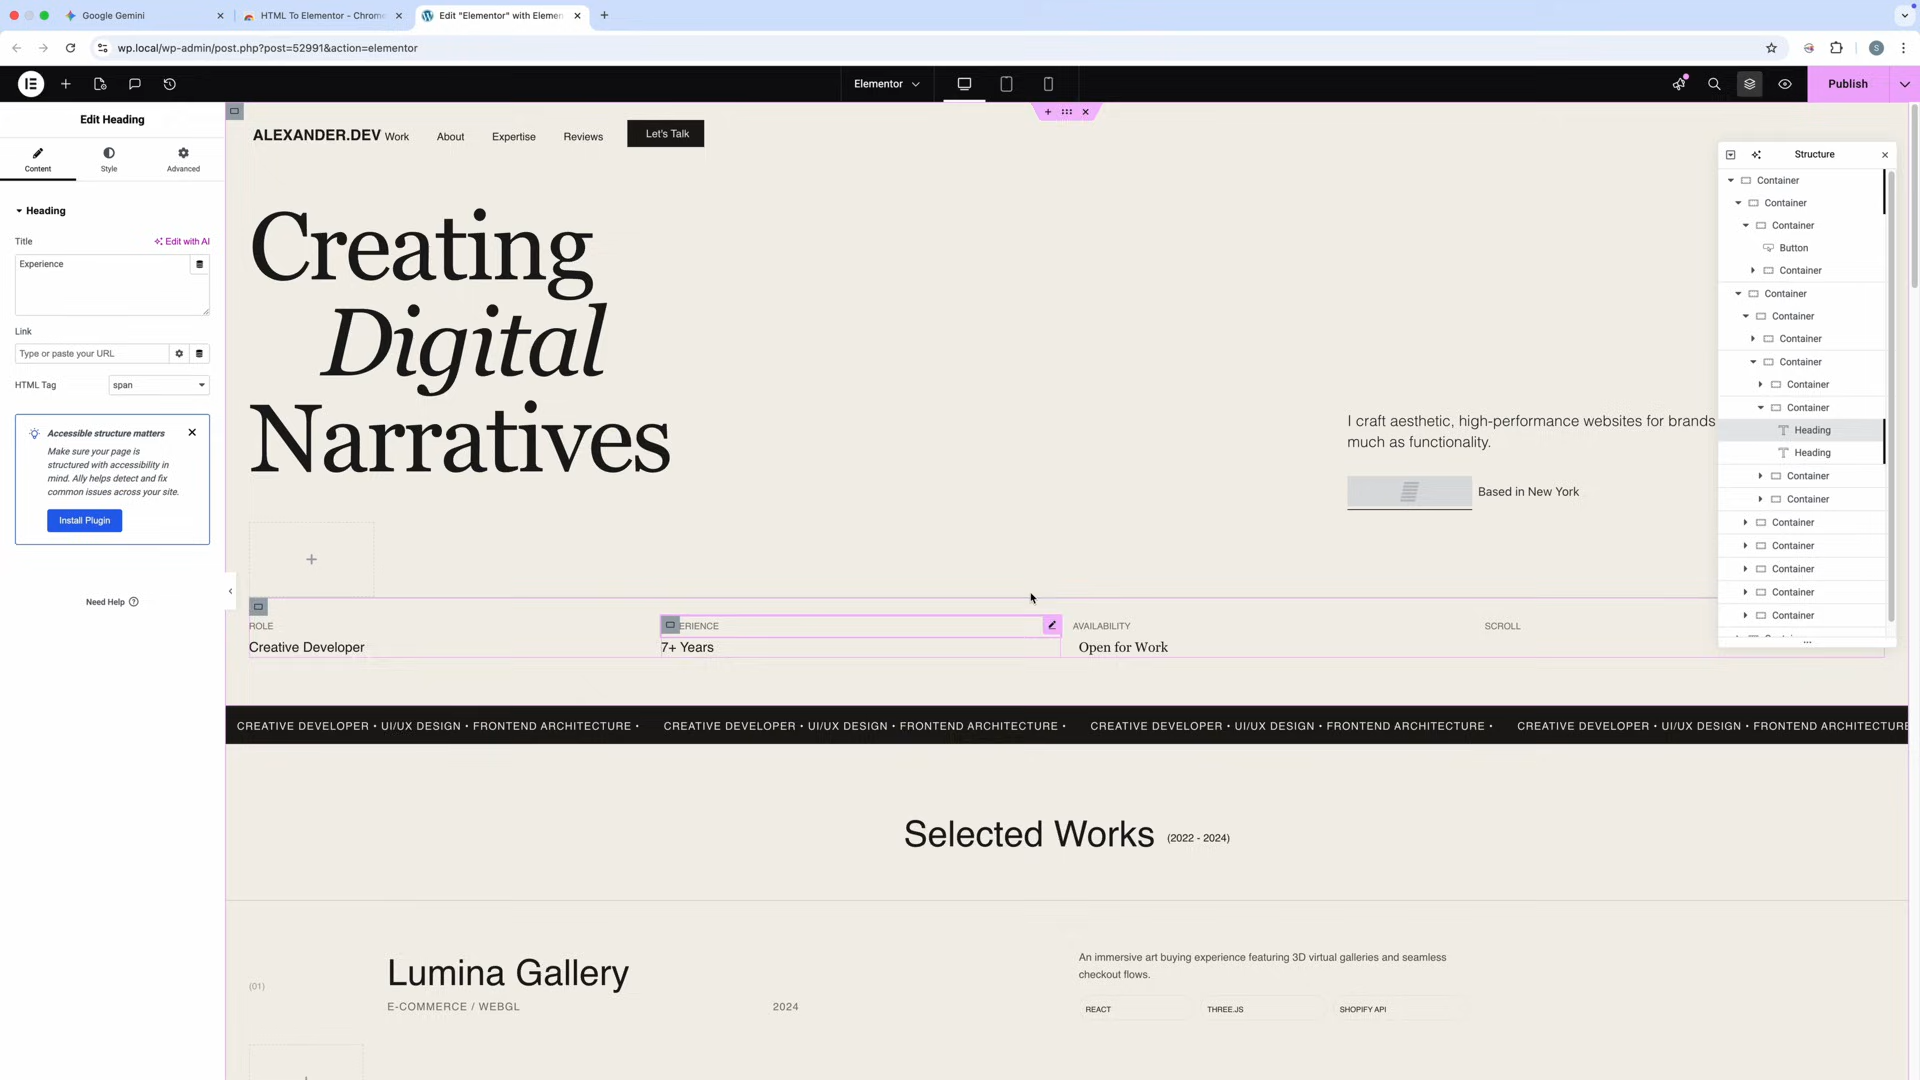 Google Gemini
HTML To Elementor - Chrome
Edit "Elementor" with Elemen
wp.local/wp-admin/post.php?post=52991&action=elementor
S
Elementor
Publish
Edit Heading
Content
Style
Advanced
Heading
Title
Edit with AI
Experience
Link
Type or paste your URL
HTML Tag
span
Accessible structure matters
Make sure your page is
structured with accessibility in
mind. Ally helps detect and fix
common issues across your site.
Install Plugin
Need Help
ALEXANDER.DEV
Work
About
Expertise
Reviews
Let's Talk
Creating
Digital
Narratives
I craft aesthetic, high-performance websites for brands
much as functionality.
Based in New York
ROLE
Creative Developer
ERIENCE
7+ Years
AVAILABILITY
Open for Work
SCROLL
CREATIVE DEVELOPER • UI/UX DESIGN • FRONTEND ARCHITECTURE •
CREATIVE DEVELOPER • UI/UX DESIGN • FRONTEND ARCHITECTURE •
CREATIVE DEVELOPER • UI/UX DESIGN • FRONTEND ARCHITECTURE •
CREATIVE DEVELOPER • UI/UX DESIGN • FRONTEND ARCHITECTURE
Selected Works
(2022 - 2024)
(01)
Lumina Gallery
E-COMMERCE / WEBGL
2024
An immersive art buying experience featuring 3D virtual galleries and seamless
checkout flows.
REACT
THREE.JS
SHOPIFY API
Structure
Container
Container
Container
Button
Container
Container
Container
Container
Container
Container
Container
Heading
Heading
Container
Container
Container
Container
Container
Container
Container